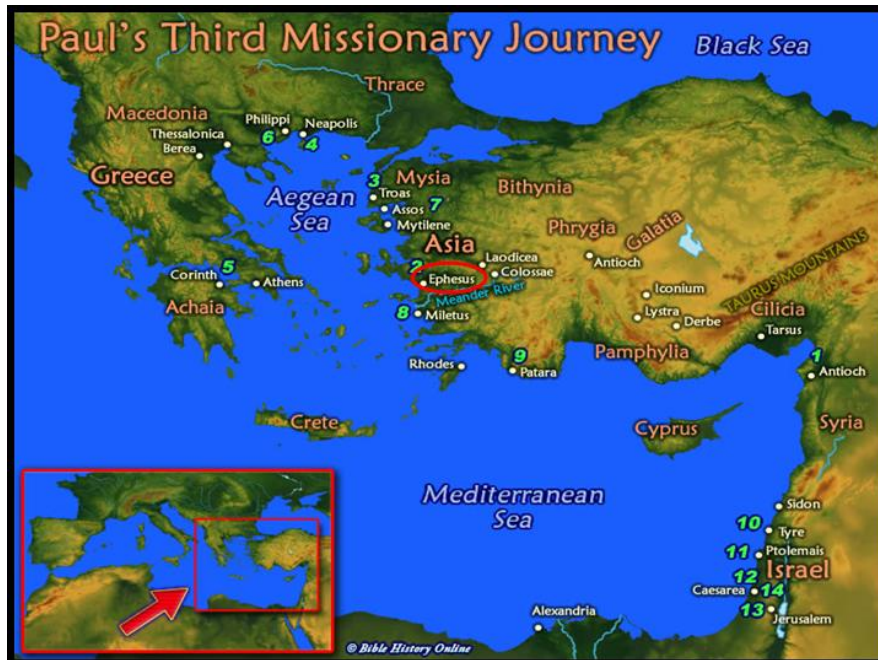 Paul's Third Missionary Journey
Black Sea
Thrace
Macedonia
Philippi
Neapolis
6
4
Thessalonica
Berea
Greece
Aegean
Sea
3
Mysia
Troas
Assos
7
Mytilene
Bithynia
Phrygia
Galatia
Asia
Laodicea
Antioch
TAURUS MOUNTAINS
2
Ephesus
Colossae
Meander River
Corinth
5
Athens
Achaia
Iconium
Lystra
Derbe
Cilicia
Tarsus
8
Miletus
Pamphylia
1
Antioch
Rhodes
9
Patara
Crete
Cyprus
Syria
Mediterranean
Sea
Sidon
10
Tyre
11
Ptolemais
Israel
12
Caesarea
14
13
Jerusalem
Alexandria
© Bible History Online